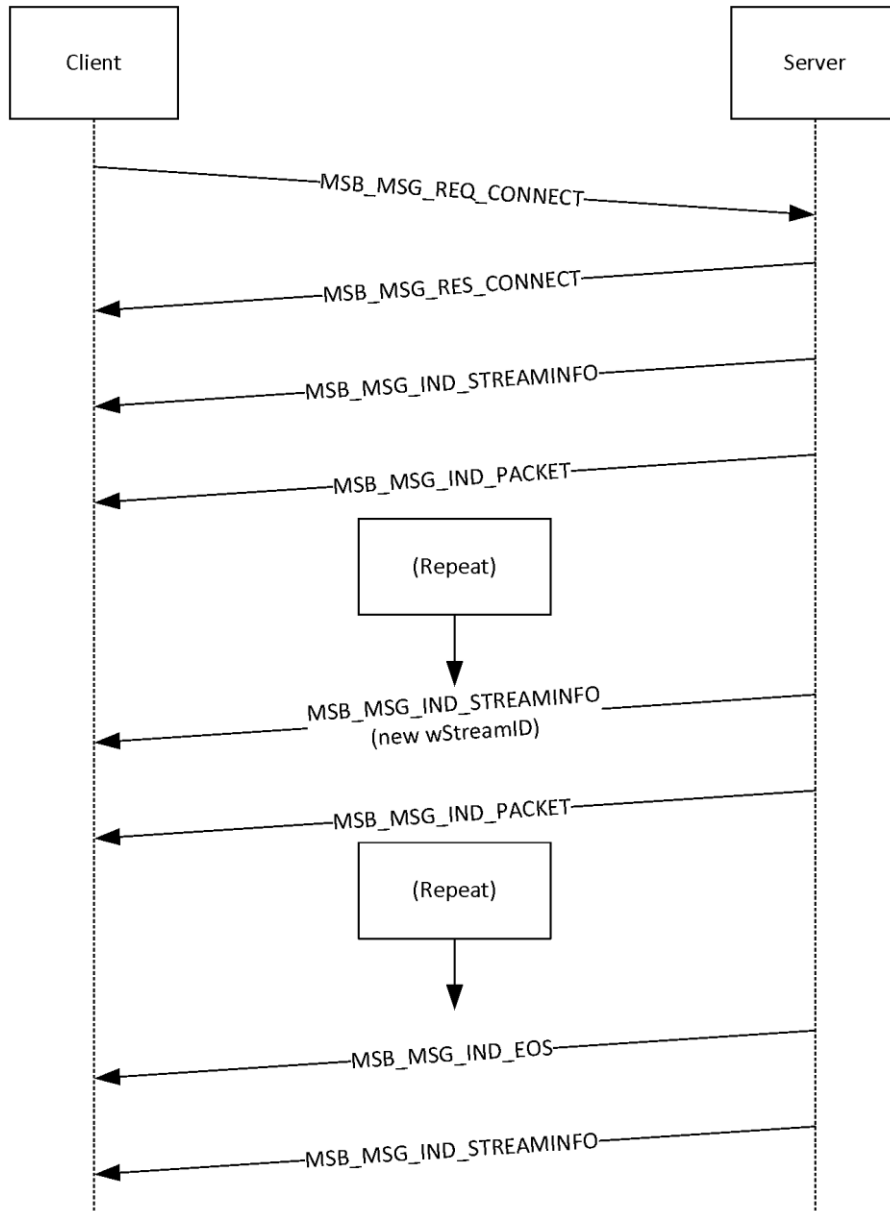 Client
Server
MSB_MSG_REQ_CONNECT
MSB_MSG_RES_CONNECT
MSB_MSG_IND_STREAMINFO
MSB_MSG_IND_PACKET
(Repeat)
MSB_MSG_IND_STREAMINFO
(new wStreamID)
MSB_MSG_IND_PACKET
(Repeat)
MSB_MSG_IND_EOS
MSB_MSG_IND_STREAMINFO